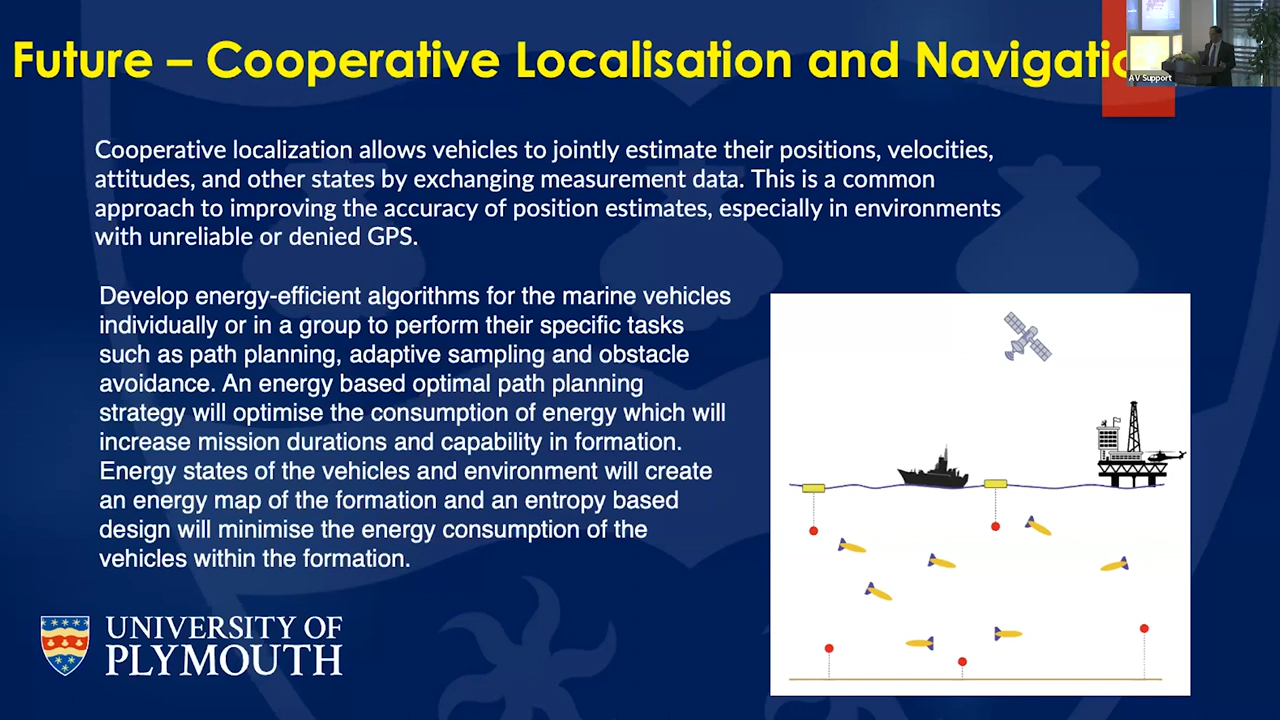 Future – Cooperative Localisation and Navigatio
AV Support
Cooperative localization allows vehicles to jointly estimate their positions, velocities,
attitudes, and other states by exchanging measurement data. This is a common
approach to improving the accuracy of position estimates, especially in environments
with unreliable or denied GPS.
Develop energy-efficient algorithms for the marine vehicles
individually or in a group to perform their specific tasks
such as path planning, adaptive sampling and obstacle
avoidance. An energy based optimal path planning
strategy will optimise the consumption of energy which will
increase mission durations and capability in formation.
Energy states of the vehicles and environment will create
an energy map of the formation and an entropy based
design will minimise the energy consumption of the
vehicles within the formation.
UNIVERSITY OF
PLYMOUTH